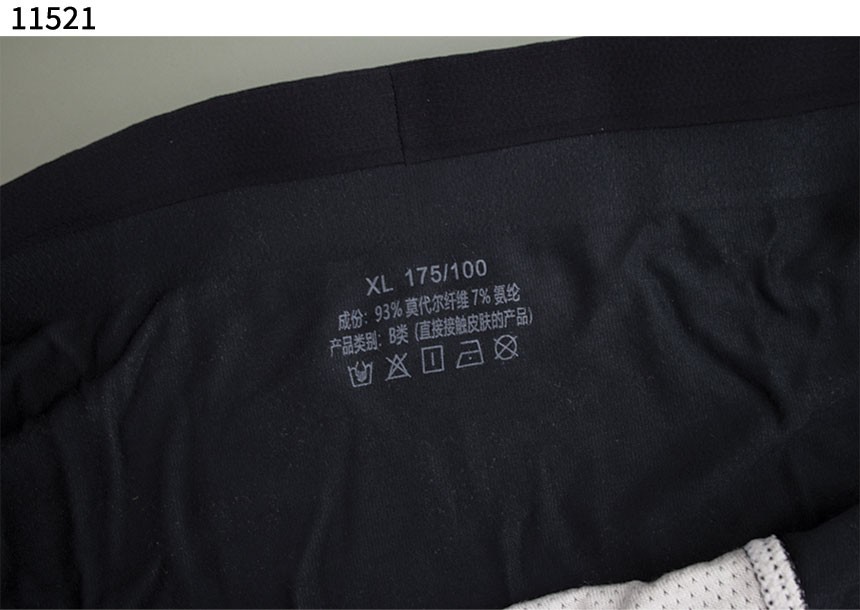 11521
XL 175/100
成份: 93% 莫代尔纤维 7% 氨纶
产品类别: B类 (直接接触皮肤的产品)